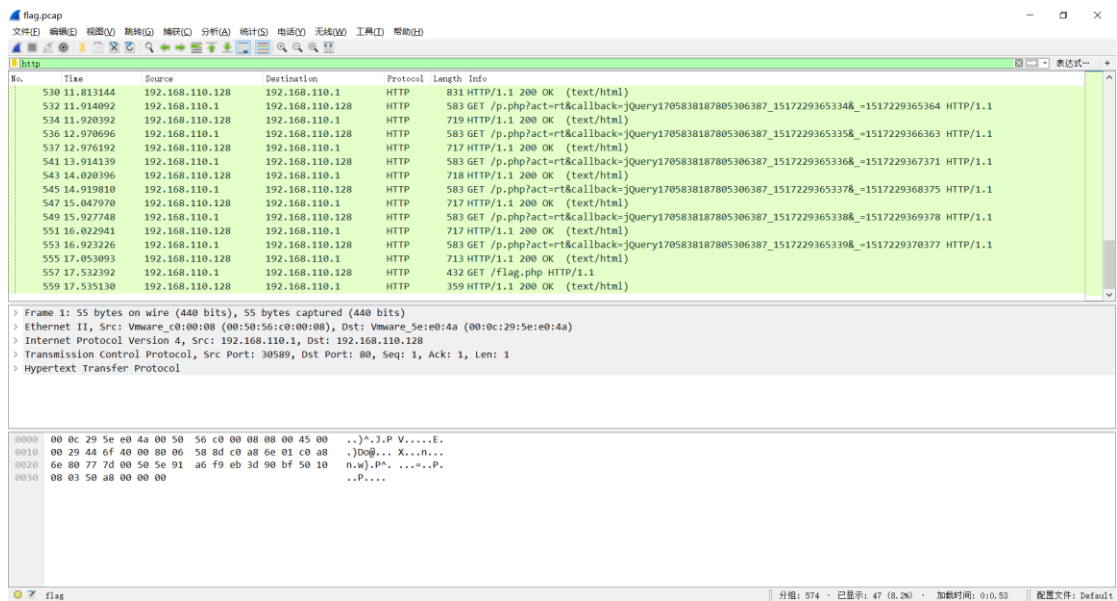 flag.pcap
文件(F) 编辑(E) 视图(V) 跳转(G) 捕获(C) 分析(A) 统计(S) 电话(Y) 无线(W) 工具(T) 帮助(H)
http 表达式… +
No. Time Source Destination Protocol Length Info
530 11.813144 192.168.110.128 192.168.110.1 HTTP 831 HTTP/1.1 200 OK (text/html)
532 11.914092 192.168.110.1 192.168.110.128 HTTP 583 GET /p.php?act=rt&callback=jQuery1705838187805306387_1517229365334&_=1517229365364 HTTP/1.1
534 11.920392 192.168.110.128 192.168.110.1 HTTP 719 HTTP/1.1 200 OK (text/html)
536 12.970696 192.168.110.1 192.168.110.128 HTTP 583 GET /p.php?act=rt&callback=jQuery1705838187805306387_1517229365335&_=1517229366363 HTTP/1.1
537 12.976192 192.168.110.128 192.168.110.1 HTTP 717 HTTP/1.1 200 OK (text/html)
541 13.914139 192.168.110.1 192.168.110.128 HTTP 583 GET /p.php?act=rt&callback=jQuery1705838187805306387_1517229365336&_=1517229367371 HTTP/1.1
543 14.020396 192.168.110.128 192.168.110.1 HTTP 718 HTTP/1.1 200 OK (text/html)
545 14.919810 192.168.110.1 192.168.110.128 HTTP 583 GET /p.php?act=rt&callback=jQuery1705838187805306387_1517229365337&_=1517229368375 HTTP/1.1
547 15.047970 192.168.110.128 192.168.110.1 HTTP 717 HTTP/1.1 200 OK (text/html)
549 15.927748 192.168.110.1 192.168.110.128 HTTP 583 GET /p.php?act=rt&callback=jQuery1705838187805306387_1517229365338&_=1517229369378 HTTP/1.1
551 16.022941 192.168.110.128 192.168.110.1 HTTP 717 HTTP/1.1 200 OK (text/html)
553 16.923226 192.168.110.1 192.168.110.128 HTTP 583 GET /p.php?act=rt&callback=jQuery1705838187805306387_1517229365339&_=1517229370377 HTTP/1.1
555 17.053093 192.168.110.128 192.168.110.1 HTTP 713 HTTP/1.1 200 OK (text/html)
557 17.532392 192.168.110.1 192.168.110.128 HTTP 432 GET /flag.php HTTP/1.1
559 17.535130 192.168.110.128 192.168.110.1 HTTP 359 HTTP/1.1 200 OK (text/html)
> Frame 1: 55 bytes on wire (440 bits), 55 bytes captured (440 bits)
> Ethernet II, Src: Vmware_c0:00:08 (00:50:56:c0:00:08), Dst: Vmware_5e:e0:4a (00:0c:29:5e:e0:4a)
> Internet Protocol Version 4, Src: 192.168.110.1, Dst: 192.168.110.128
> Transmission Control Protocol, Src Port: 30589, Dst Port: 80, Seq: 1, Ack: 1, Len: 1
> Hypertext Transfer Protocol
0000 00 0c 29 5e e0 4a 00 50 56 c0 00 08 08 00 45 00 ..)^.J.P V.....E.
0010 00 29 44 6f 40 00 80 06 58 8d c0 a8 6e 01 c0 a8 .)Do@... X...n...
0020 6e 80 77 7d 00 50 5e 91 a6 f9 eb 3d 90 bf 50 10 n.w}.P^. ...=..P.
0030 08 03 50 a8 00 00 00 ..P....
flag 分组: 574 · 已显示: 47 (8.2%) · 加载时间: 0:0.53 配置文件: Default